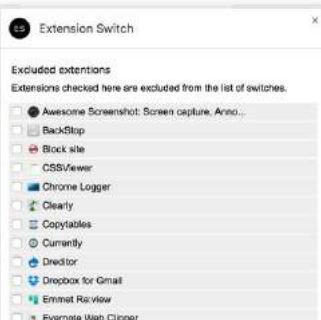 ES Extension Switch
×
Excluded extentions
Extensions checked here are excluded from the list of switches.
Awesome Screenshot: Screen capture, Anno...
BackStop
Block site
CSSViewer
Chrome Logger
Clearly
Copytables
Currently
Dreditor
Dropbox for Gmail
Emmet Re:view
Evernote Web Clipper